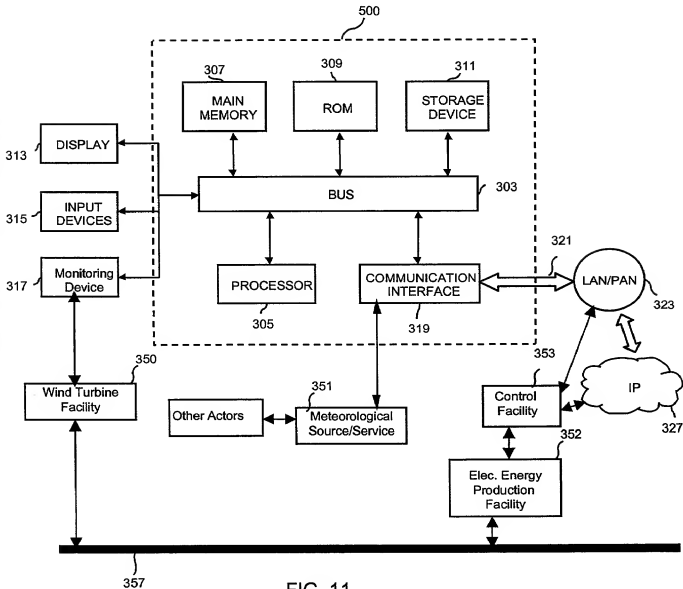 500
307
309
311
MAIN
MEMORY
ROM
STORAGE
DEVICE
DISPLAY
313
BUS
303
INPUT
DEVICES
315
321
Monitoring
Device
317
PROCESSOR
305
COMMUNICATION
INTERFACE
319
LAN/PAN
323
350
Wind Turbine
Facility
351
353
IP
327
Other Actors
Meteorological
Source/Service
Control
Facility
352
Elec. Energy
Production
Facility
357
FIG. 11